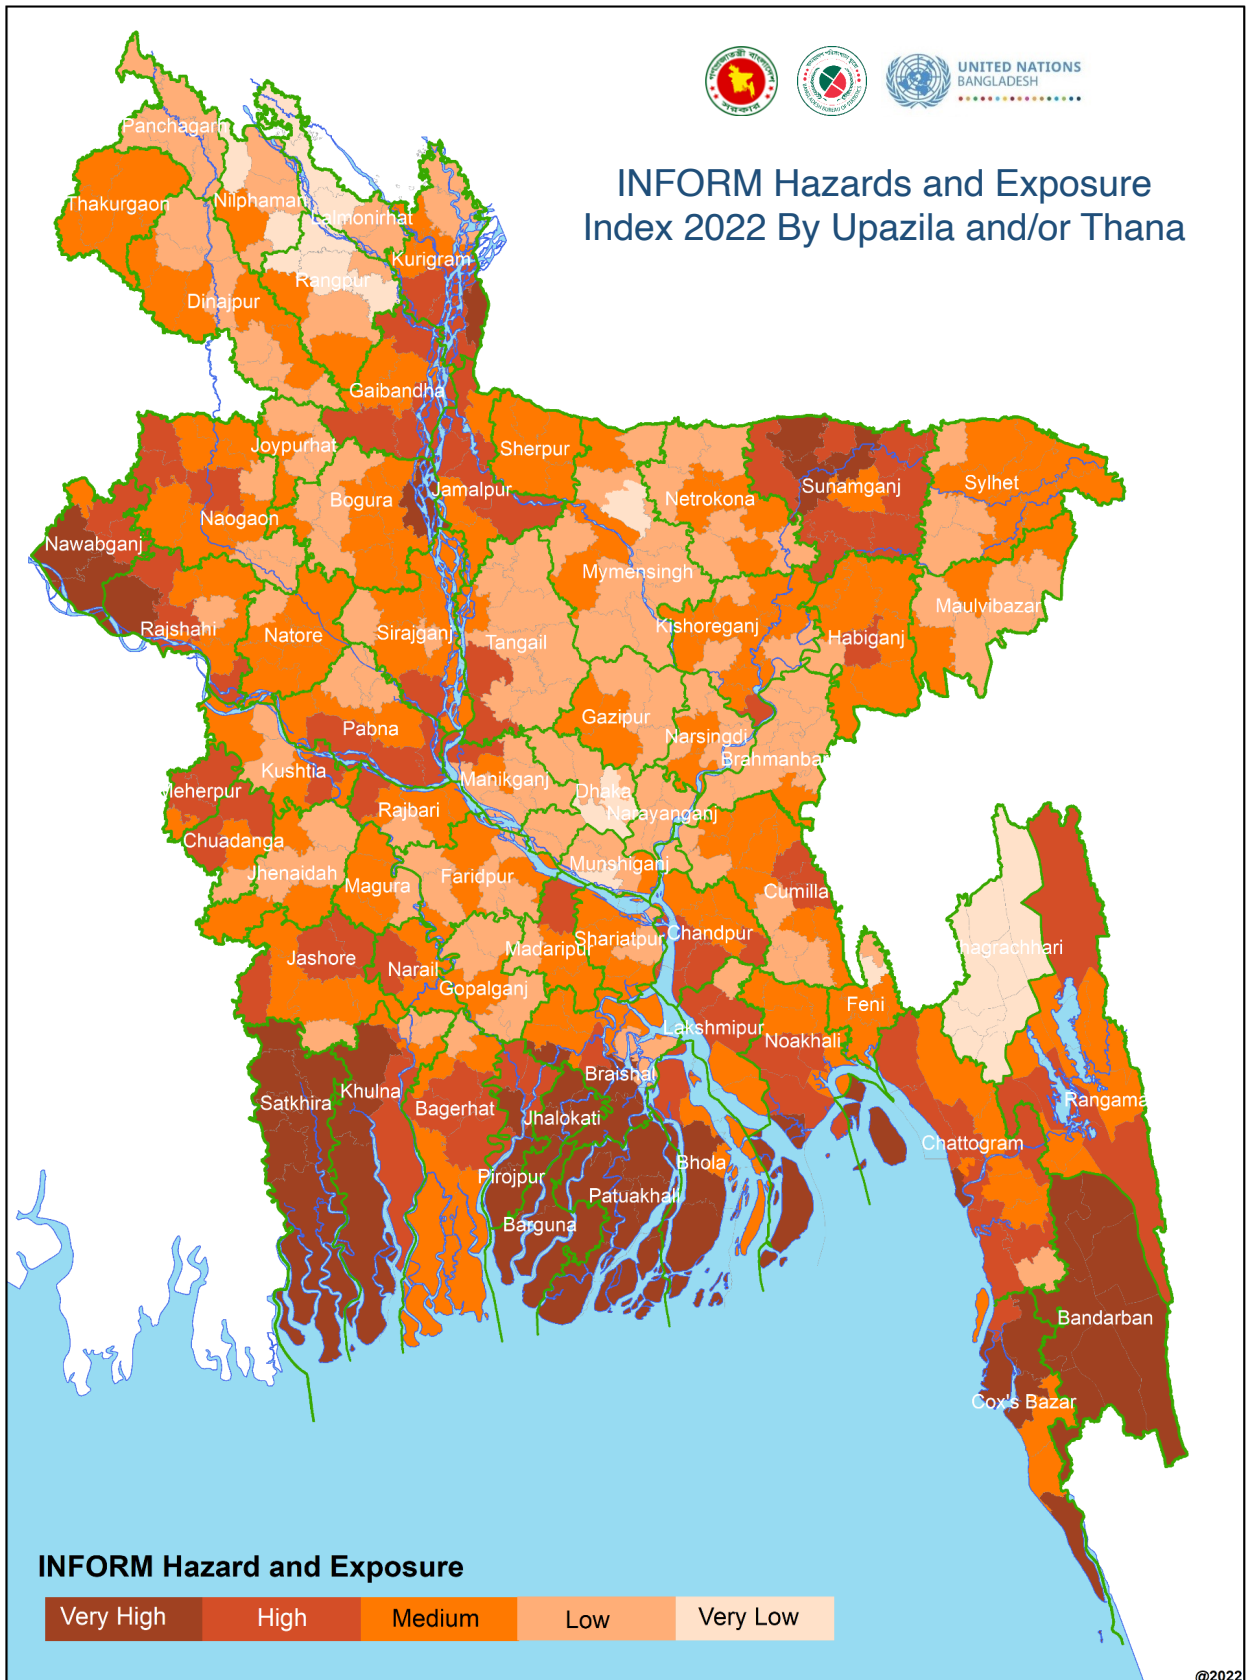 UNITED NATIONS
BANGLADESH
INFORM Hazards and Exposure
Index 2022 By Upazila and/or Thana
Panchagarh
Thakurgaon
Nilphamari
Lalmonirhat
Kurigram
Rangpur
Dinajpur
Gaibandha
Joypurhat
Sherpur
Bogura
Jamalpur
Netrokona
Sunamganj
Sylhet
Naogaon
Nawabganj
Mymensingh
Maulvibazar
Rajshahi
Natore
Sirajganj
Tangail
Kishoreganj
Habiganj
Pabna
Gazipur
Narsingdi
Brahmanbar
Kushtia
Meherpur
Manikganj
Dhaka
Narayanganj
Rajbari
Chuadanga
Jhenaidah
Magura
Faridpur
Munshiganj
Cumilla
Jashore
Narail
Madaripur
Shariatpur
Chandpur
hagrachhari
Gopalganj
Feni
Lakshmipur
Noakhali
Braishal
Satkhira
Khulna
Bagerhat
Jhalokati
Rangama
Chattogram
Pirojpur
Bhola
Patuakhali
Barguna
Bandarban
Cox's Bazar
INFORM Hazard and Exposure
Very High
High
Medium
Low
Very Low
@2022